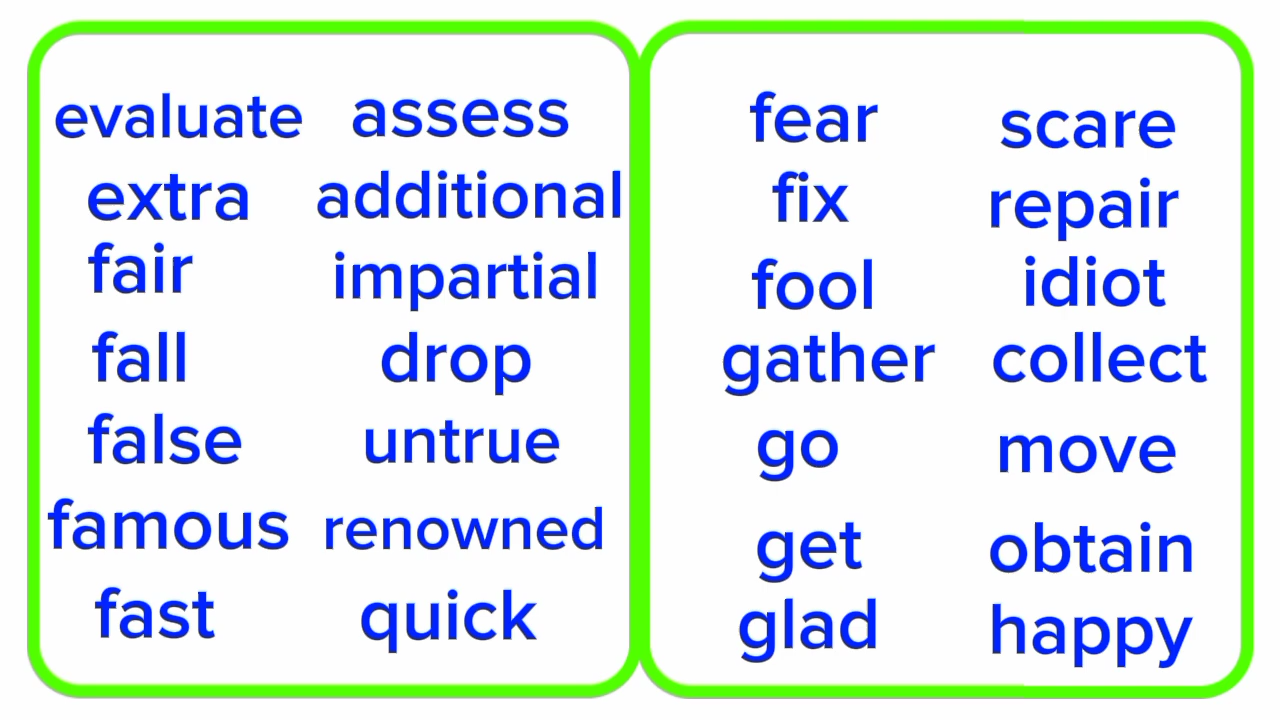 evaluate assess
extra additional
fair impartial
fall drop
false untrue
famous renowned
fast quick
fear scare
fix repair
fool idiot
gather collect
go move
get obtain
glad happy